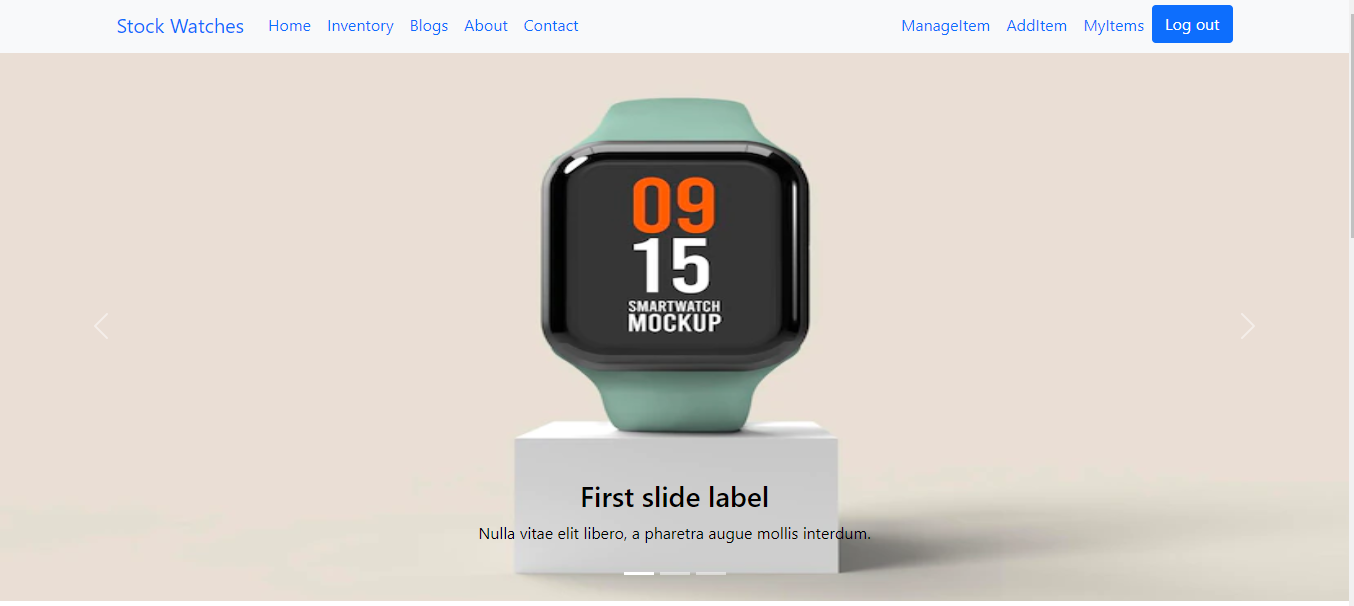 Stock Watches Home Inventory Blogs About Contact ManageItem AddItem MyItems Log out
09
15
SMARTWATCH
MOCKUP
First slide label
Nulla vitae elit libero, a pharetra augue mollis interdum.